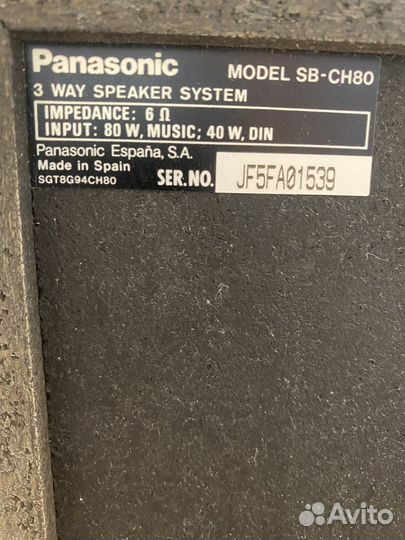 Panasonic MODEL SB-CH80
3 WAY SPEAKER SYSTEM
IMPEDANCE: 6 Ω
INPUT: 80 W, MUSIC; 40 W, DIN
Panasonic España, S.A.
Made in Spain
SGT8G94CH80 SER.NO. JF5FA01539
Avito